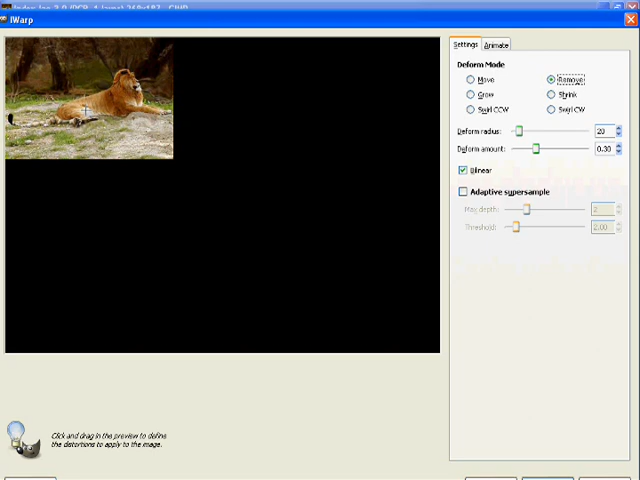 IWarp
Settings
Animate
Deform Mode
Move
Remove
Grow
Shrink
Swirl CCW
Swirl CW
Deform radius:
20
Deform amount:
0.30
Bilinear
Adaptive supersample
Max depth:
2
Threshold:
2.00
Click and drag in the preview to define
the distortions to apply to the image.